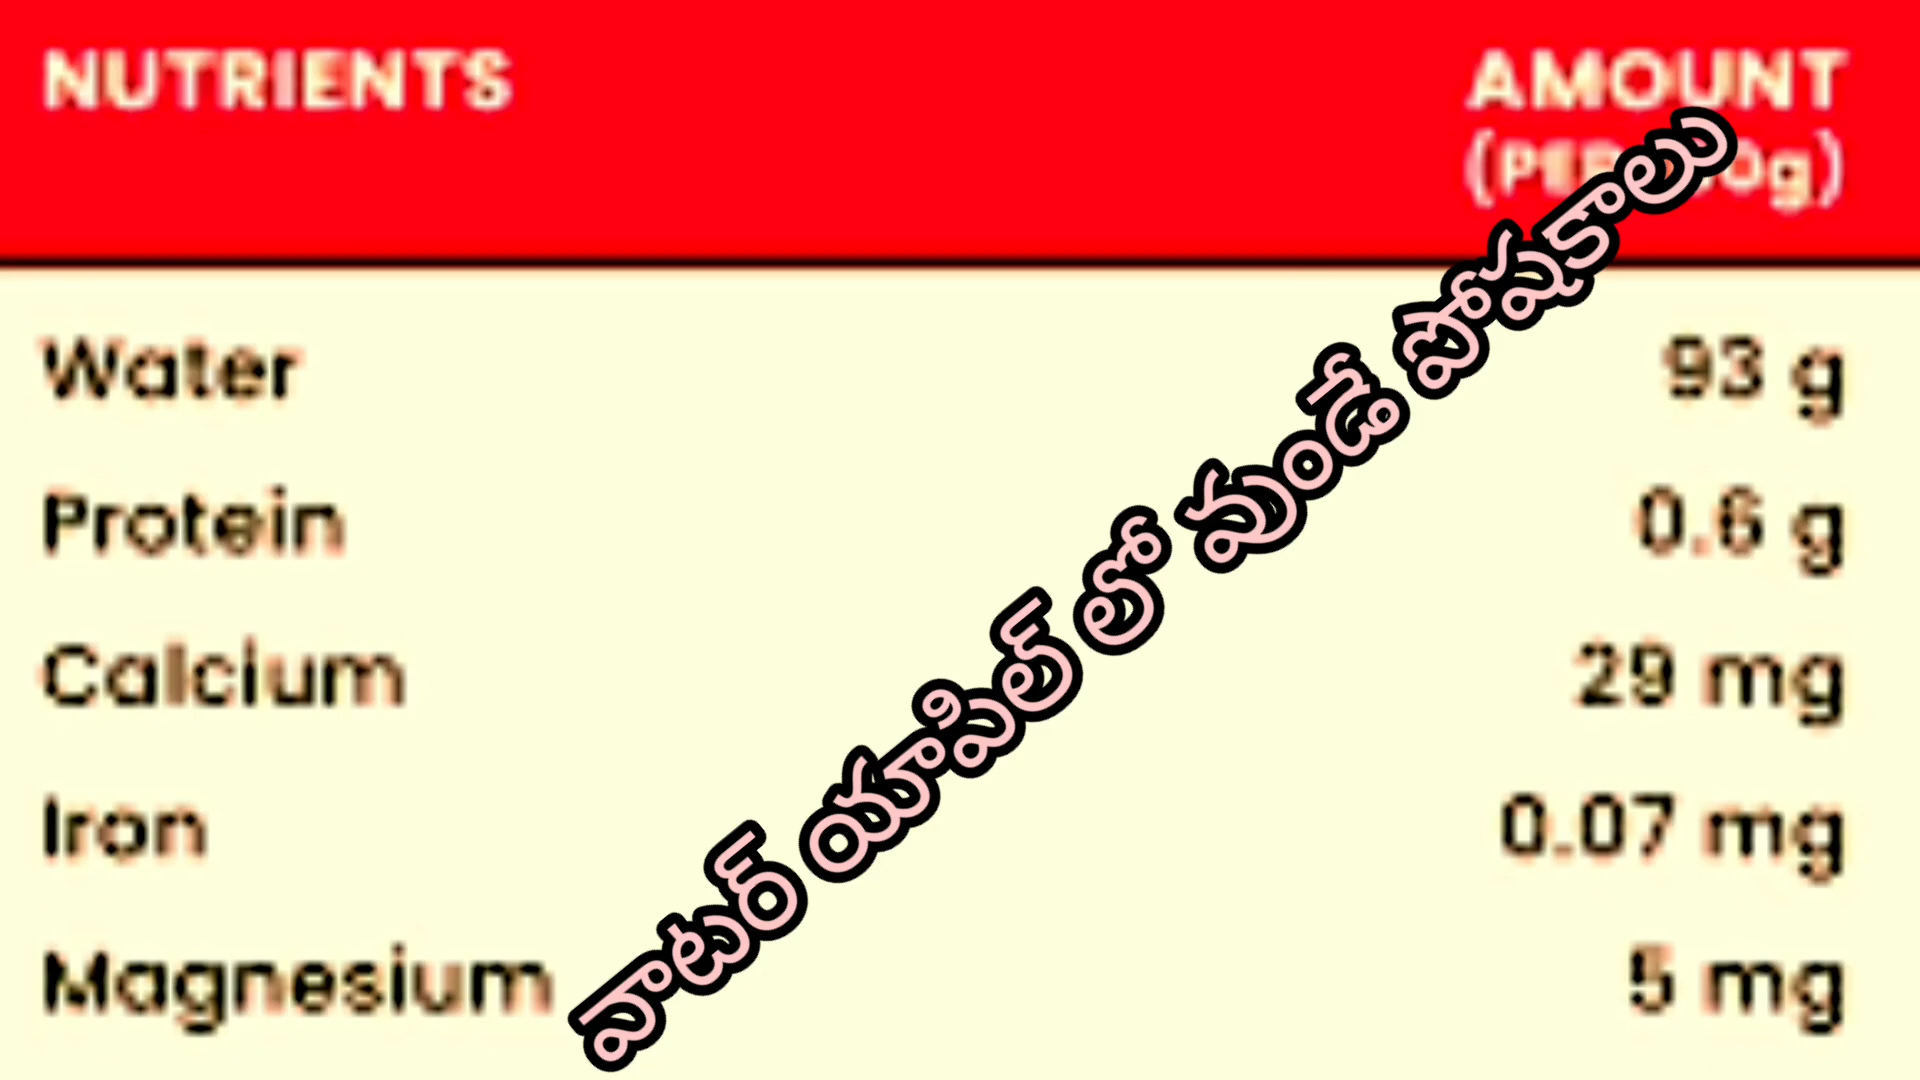 NUTRIENTS AMOUNT
g)
Water 93 g
Protein 0.6 g
Calcium 29 mg
Iron 0.07 mg
Magnesium 5 mg
వాటర్ యాపిల్ లో వుండే పోషకాలు